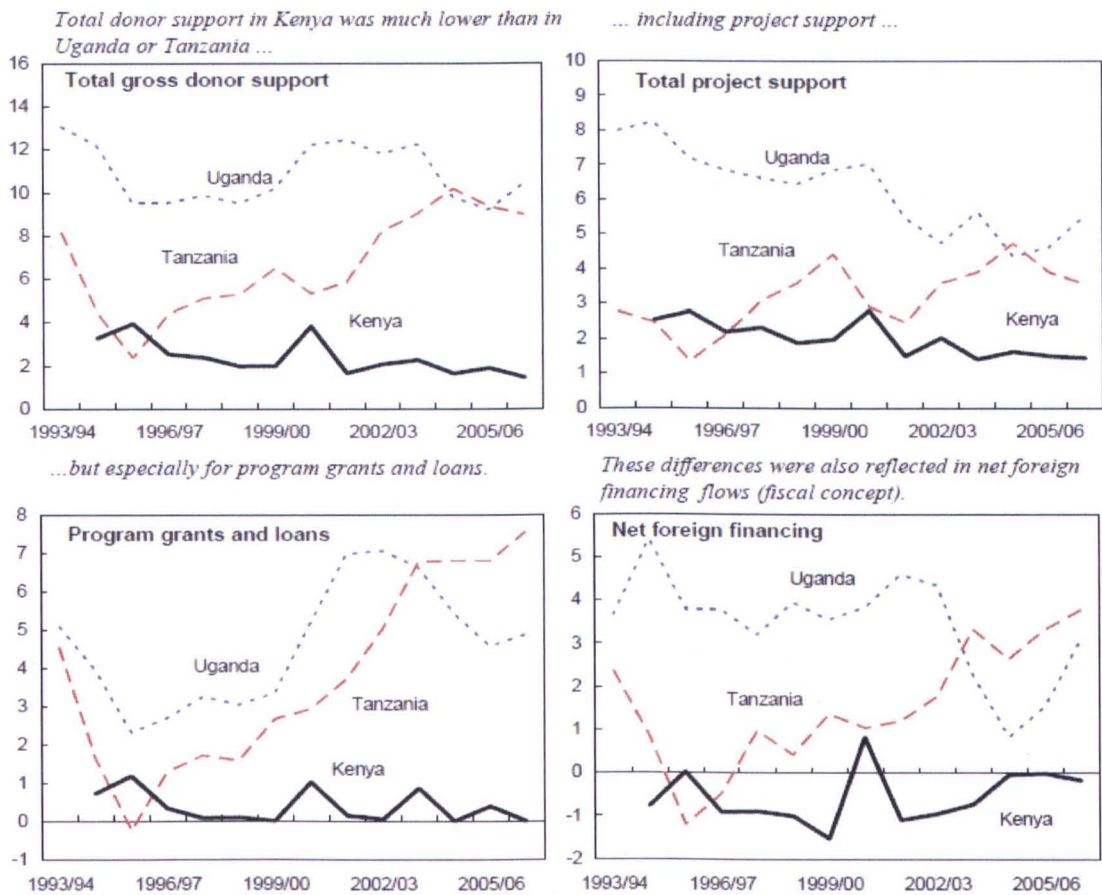 Total donor support in Kenya was much lower than in
Uganda or Tanzania ...
... including project support ...
Total gross donor support
16
14
12
10
8
6
4
2
0
Uganda
Tanzania
Kenya
1993/94 1996/97 1999/00 2002/03 2005/06
Total project support
10
9
8
7
6
5
4
3
2
1
0
Uganda
Tanzania
Kenya
1993/94 1996/97 1999/00 2002/03 2005/06
...but especially for program grants and loans.
These differences were also reflected in net foreign
financing flows (fiscal concept).
Program grants and loans
8
7
6
5
4
3
2
1
0
-1
Uganda
Tanzania
Kenya
1993/94 1996/97 1999/00 2002/03 2005/06
Net foreign financing
6
5
4
3
2
1
0
-1
-2
Uganda
Tanzania
Kenya
1993/94 1996/97 1999/00 2002/03 2005/06